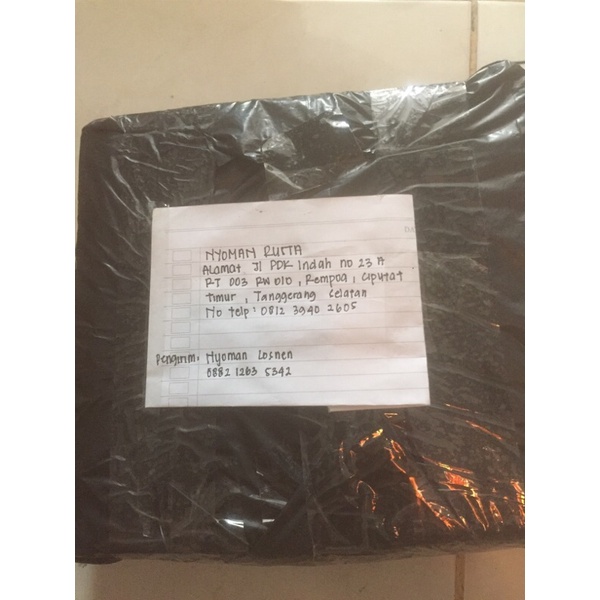 NYOMAN RUSTA
Alamat Jl PDK Indah no 23 A
RT 003 RW 010, Rempoa, Ciputat
timur, Tanggerang Celatan
No telp: 0812 3940 2605
Pengirim: Nyoman Losnen
0882 1263 5342